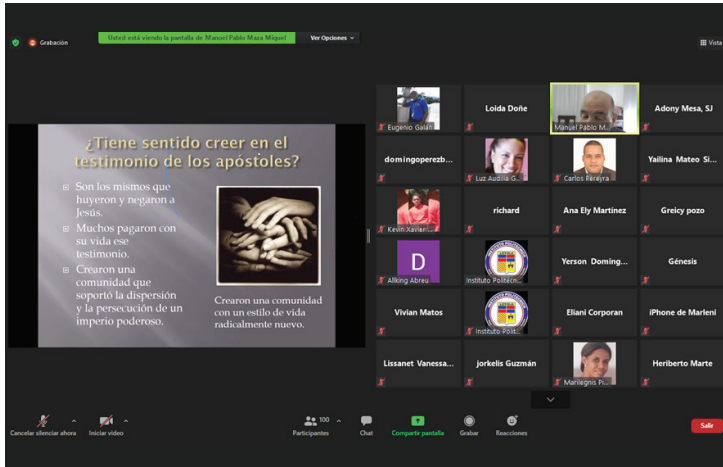 Grabación
Usted está viendo la pantalla de Manuel Pablo Maza Miquel
Ver Opciones
Vista
¿Tiene sentido creer en el
testimonio de los apóstoles?
Son los mismos que
huyeron y negaron a
Jesús.
Muchos pagaron con
su vida ese
testimonio.
Crearon una
comunidad que
soportó la dispersión
y la persecución de un
imperio poderoso.
Crearon una comunidad
con un estilo de vida
radicalmente nuevo.
Eugenio Galan
Loida Doñe
Manuel Pablo M...
Adony Mesa, SJ
domingoperezb...
Luz Audilia G...
Carlos Pereyra
Yailina Mateo Si...
Kevin Xavier ...
richard
Ana Ely Martinez
Greicy pozo
D
Allking Abreu
Instituto Politécn...
Yerson Doming...
Génesis
Vivian Matos
Instituto Polit...
Eliani Corporan
iPhone de Marleni
Lissanet Vanessa...
jorkelis Guzmán
Marilegnis Pi...
Heriberto Marte
Cancelar silenciar ahora
Iniciar video
100
Participantes
Chat
Compartir pantalla
Grabar
Reacciones
Salir